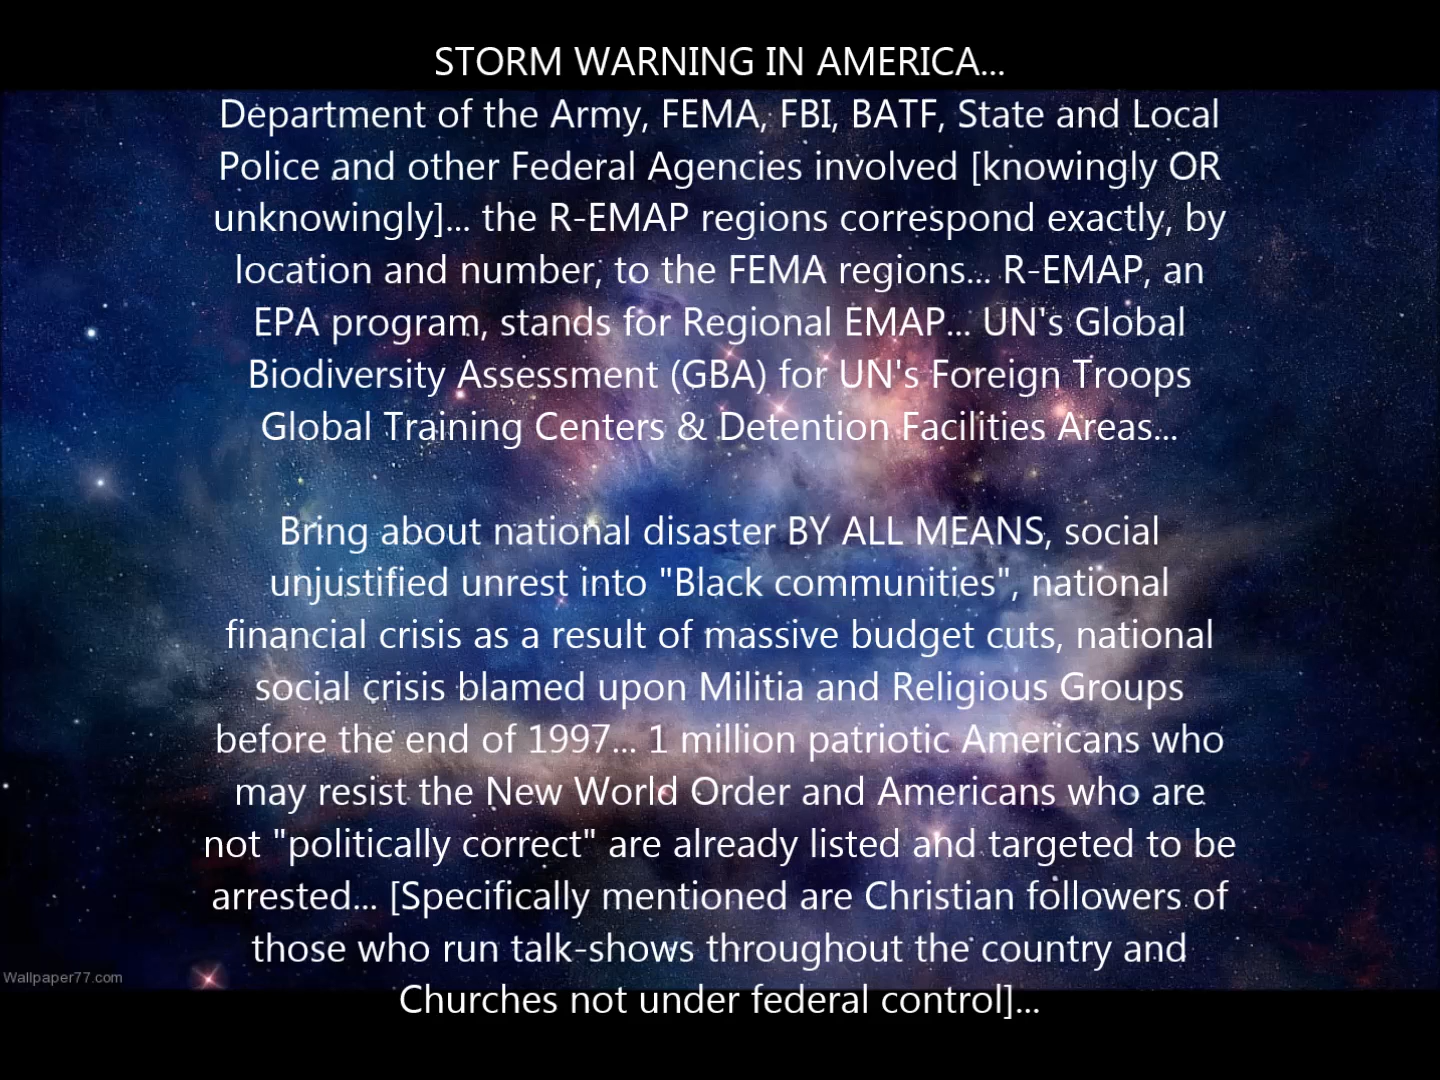 STORM WARNING IN AMERICA...
Department of the Army, FEMA, FBI, BATF, State and Local
Police and other Federal Agencies involved [knowingly OR
unknowingly]... the R-EMAP regions correspond exactly, by
location and number, to the FEMA regions... R-EMAP, an
EPA program, stands for Regional EMAP... UN's Global
Biodiversity Assessment (GBA) for UN's Foreign Troops
Global Training Centers & Detention Facilities Areas...
Bring about national disaster BY ALL MEANS, social
unjustified unrest into "Black communities", national
financial crisis as a result of massive budget cuts, national
social crisis blamed upon Militia and Religious Groups
before the end of 1997... 1 million patriotic Americans who
may resist the New World Order and Americans who are
not "politically correct" are already listed and targeted to be
arrested... [Specifically mentioned are Christian followers of
those who run talk-shows throughout the country and
Wallpaper77.com
Churches not under federal control]...